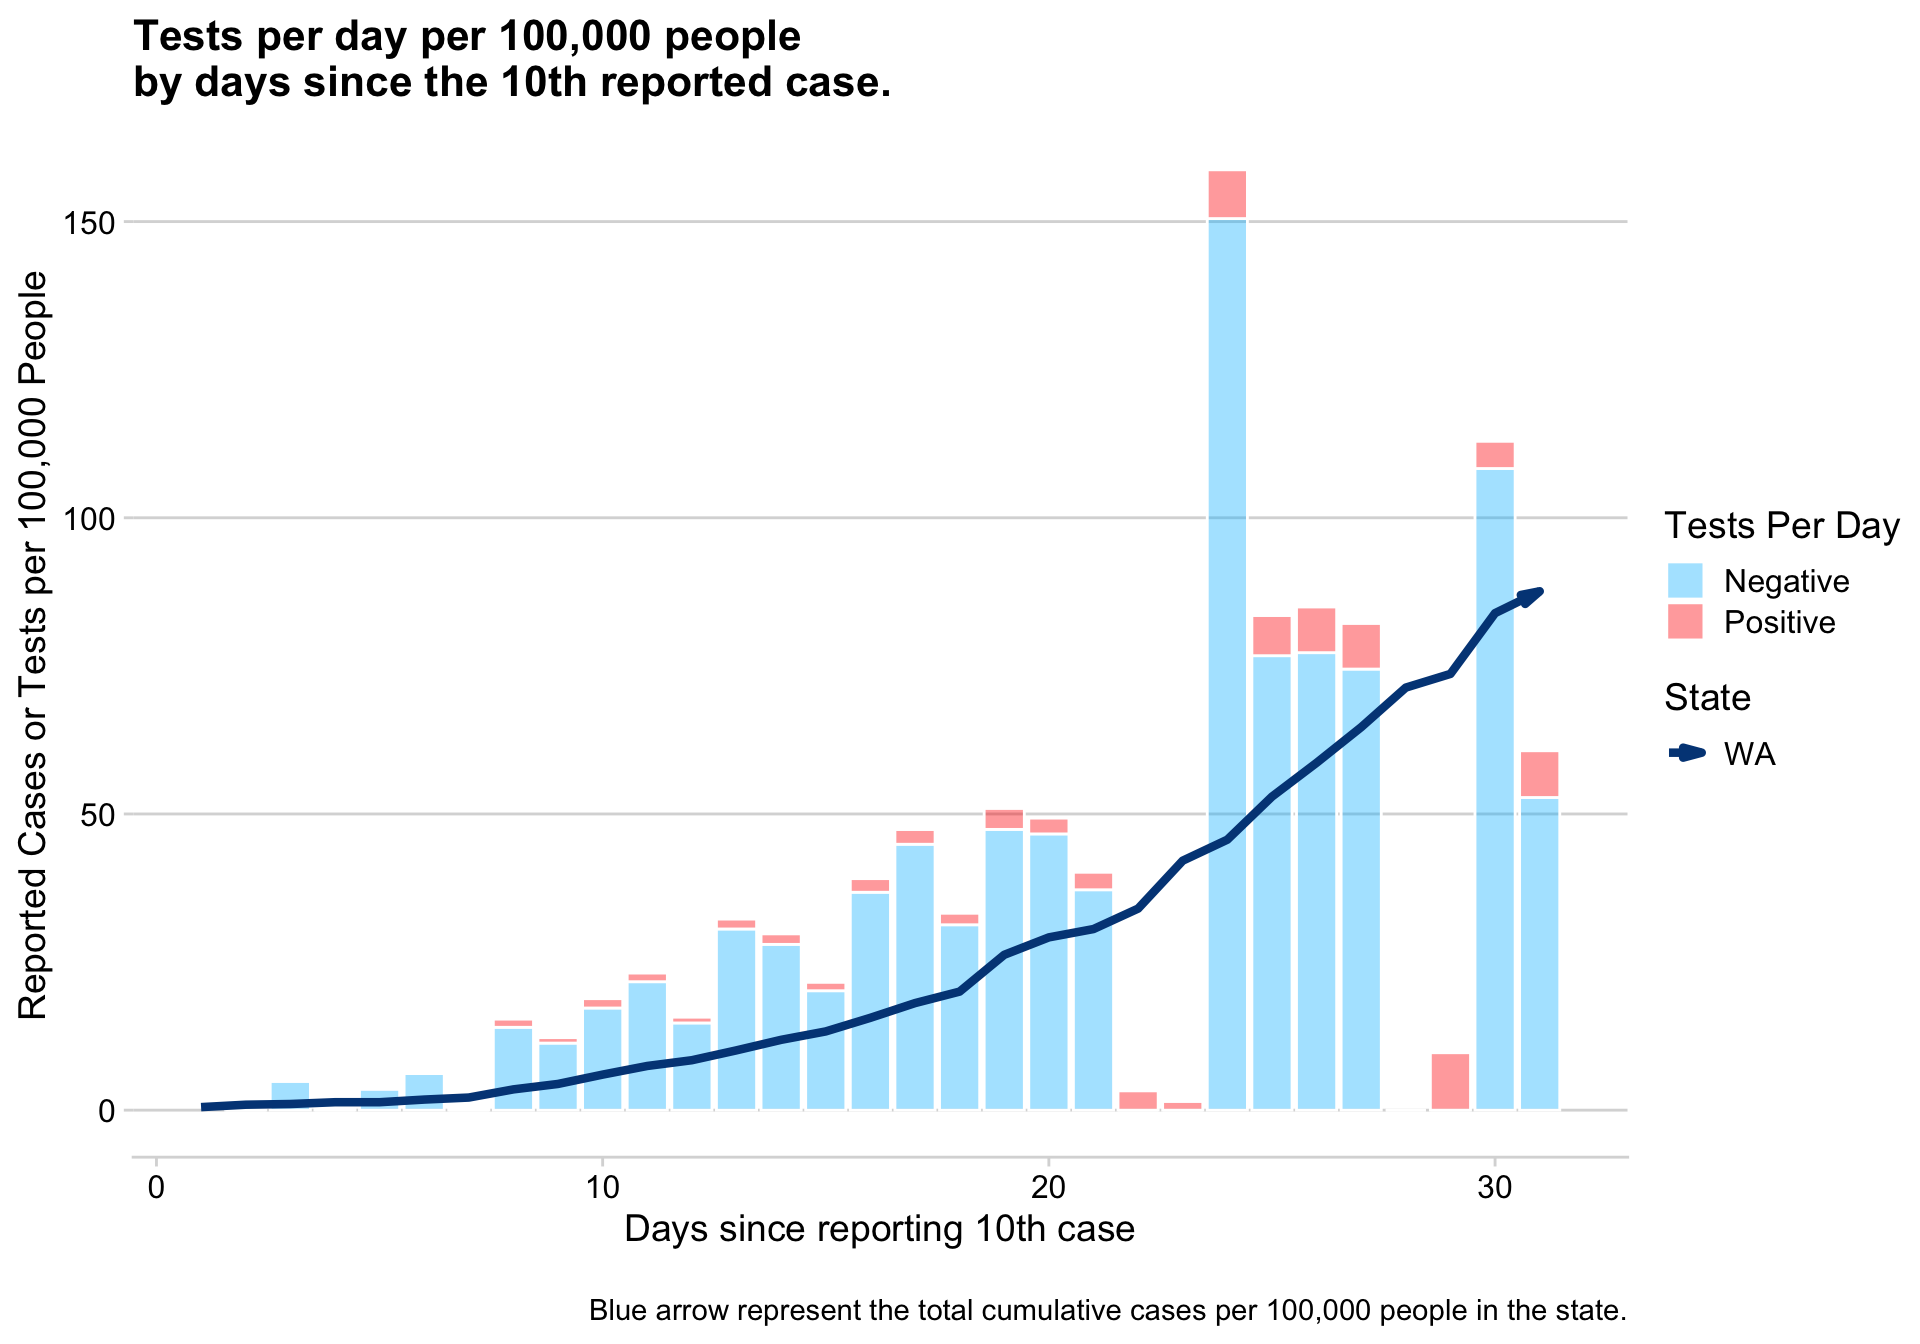 Tests per day per 100,000 people
by days since the 10th reported case.
Reported Cases or Tests per 100,000 People
150
100
50
0
0
10
20
30
Days since reporting 10th case
Tests Per Day
Negative
Positive
State
WA
Blue arrow represent the total cumulative cases per 100,000 people in the state.